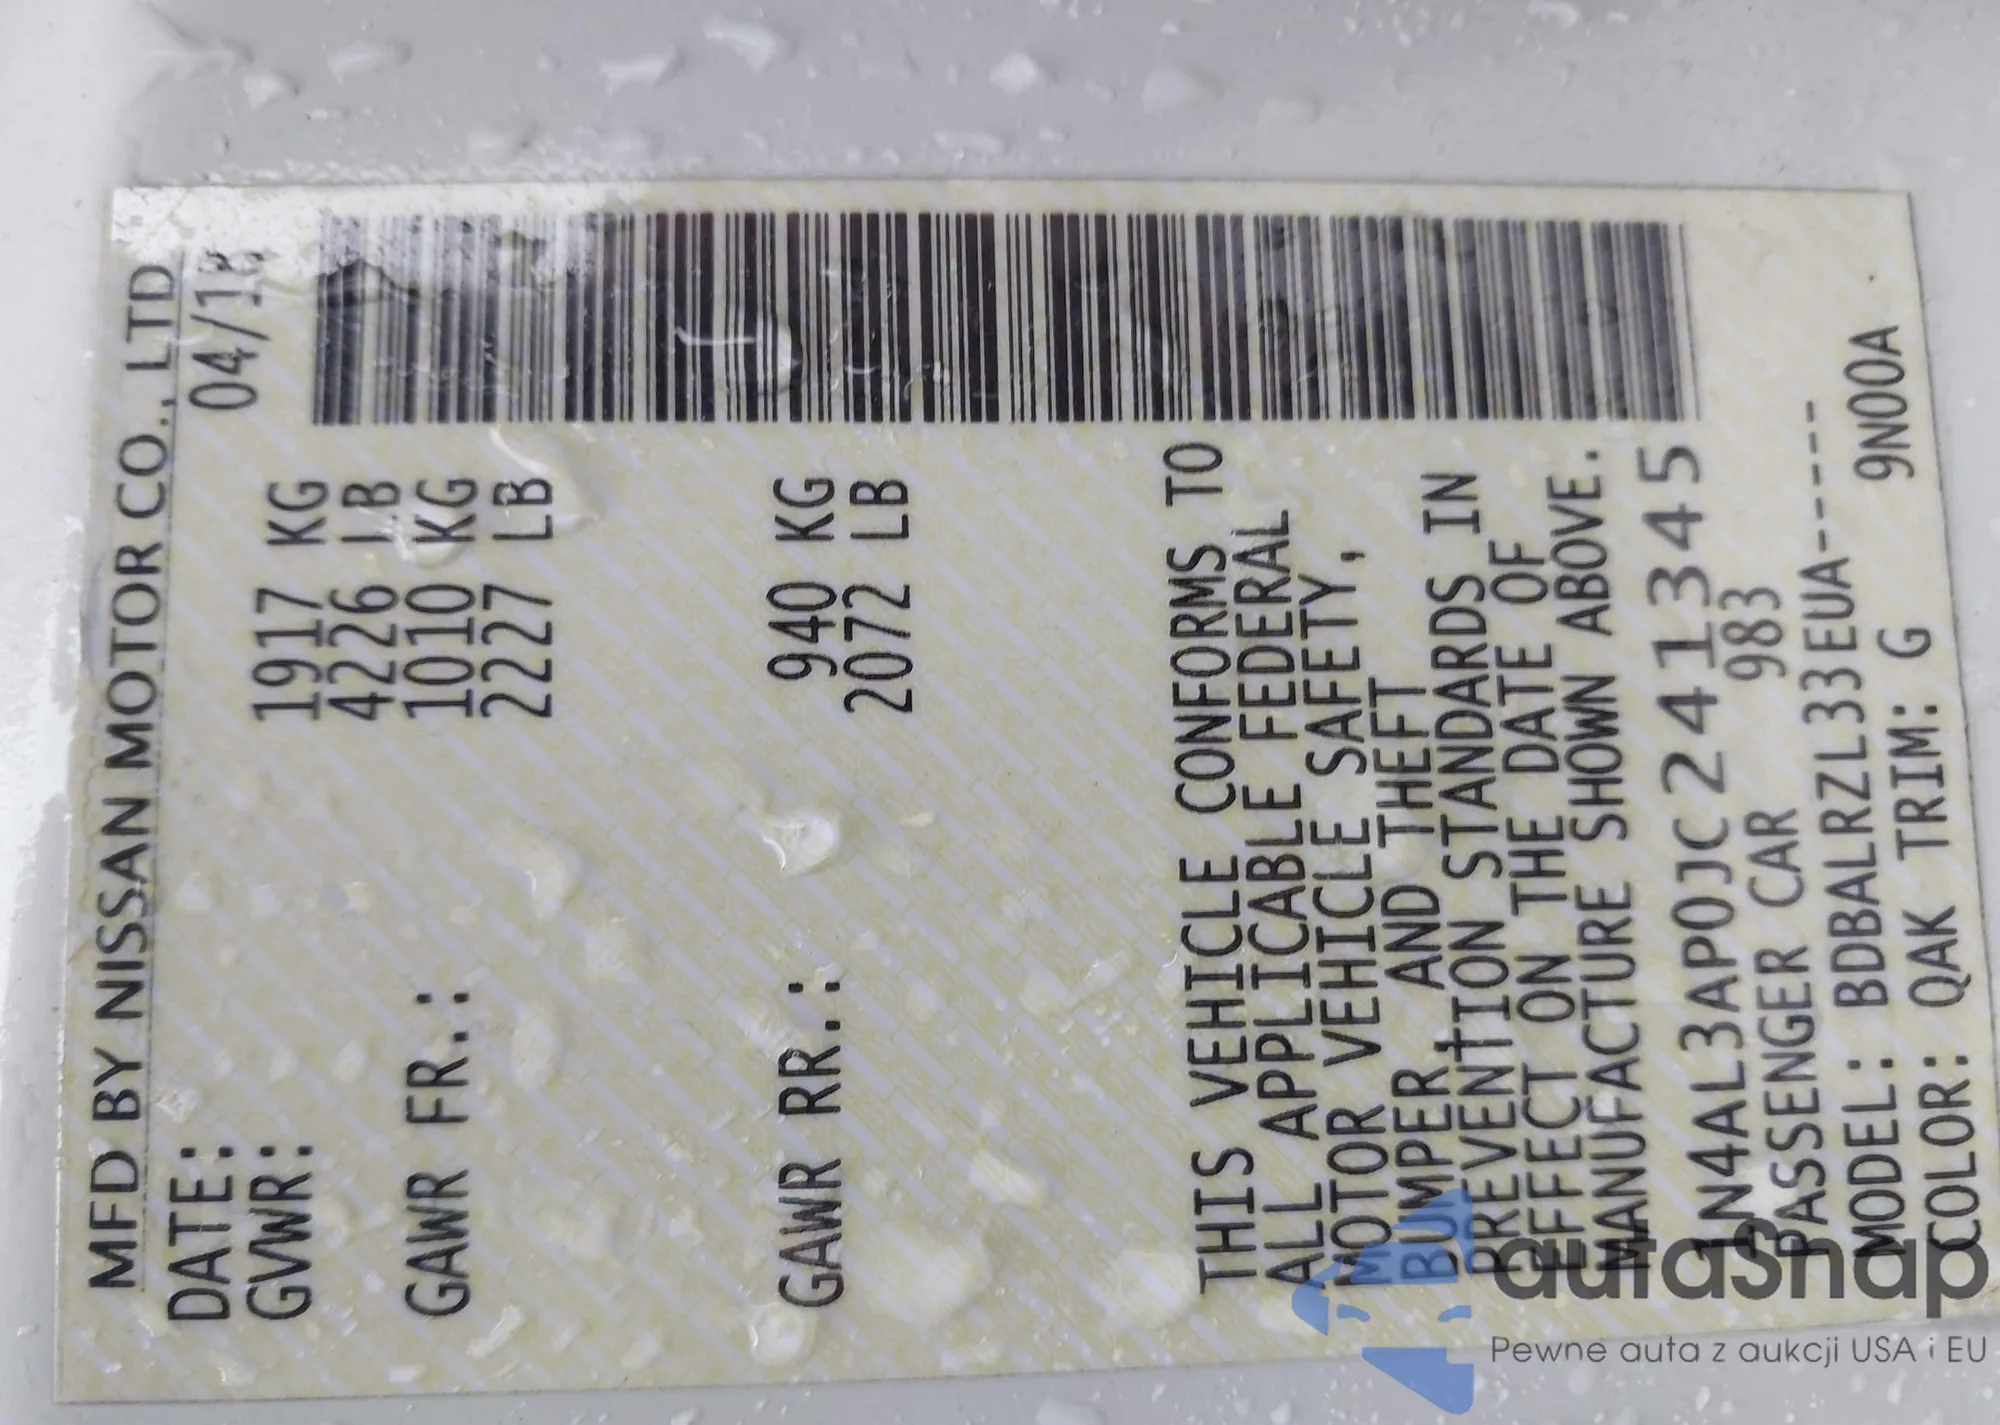 MFD BY NISSAN MOTOR CO., LTD
DATE: 04/18
GVWR: 1917 KG
4226 LB
GAWR FR.: 1010 KG
2227 LB
GAWR RR.: 940 KG
2072 LB
THIS VEHICLE CONFORMS TO
ALL APPLICABLE FEDERAL
MOTOR VEHICLE SAFETY,
BUMPER, AND THEFT
PREVENTION STANDARDS IN
EFFECT ON THE DATE OF
MANUFACTURE SHOWN ABOVE.
1N4AL3AP0JC241345
PASSENGER CAR 983
MODEL: BDBALRZL33EUA-----
COLOR: QAK TRIM: G 9N00A
autaSnap
Pewne auta z aukcji USA i EU